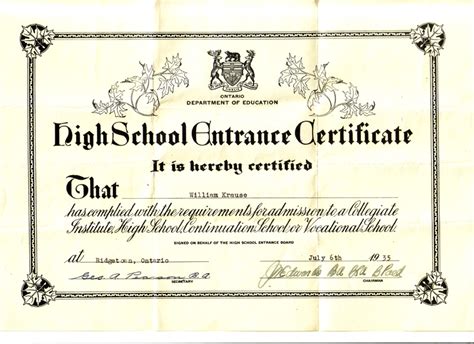 ONTARIO
DEPARTMENT OF EDUCATION
High School Entrance Certificate
It is hereby certified
That William Krause
has complied with the requirements for admission to a Collegiate
Institute, High School, Continuation School or Vocational School.
SIGNED ON BEHALF OF THE HIGH SCHOOL ENTRANCE BOARD
at Ridgetown, Ontario July 6th 1935
Geo. A. Pearson, B.A.
SECRETARY CHAIRMAN